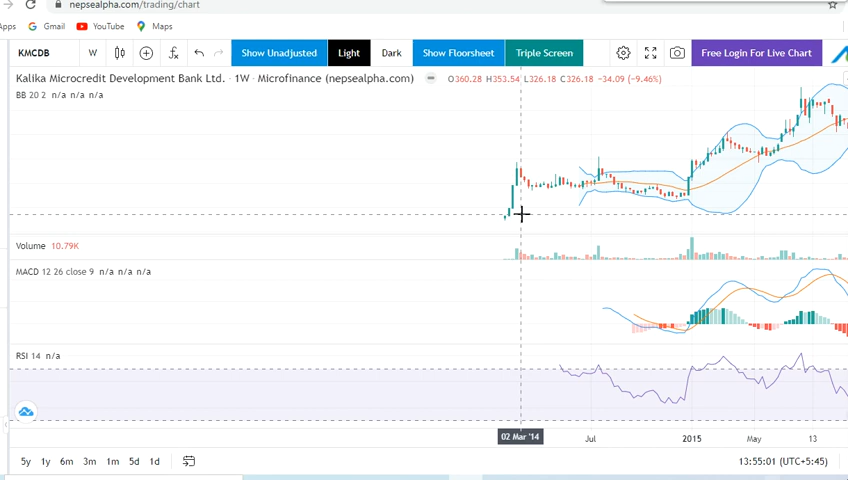 nepsealpha.com/trading/chart
Apps Gmail YouTube Maps
KMCDB W Show Unadjusted Light Dark Show Floorsheet Triple Screen Free Login For Live Chart
Kalika Microcredit Development Bank Ltd. · 1W · Microfinance (nepsealpha.com) O360.28 H353.54 L326.18 C326.18 −34.09 (−9.46%)
BB 20 2 n/a n/a n/a
Volume 10.79K
MACD 12 26 close 9 n/a n/a n/a
RSI 14 n/a
02 Mar '14 Jul 2015 May 13
5y 1y 6m 3m 1m 5d 1d 13:55:01 (UTC+5:45)